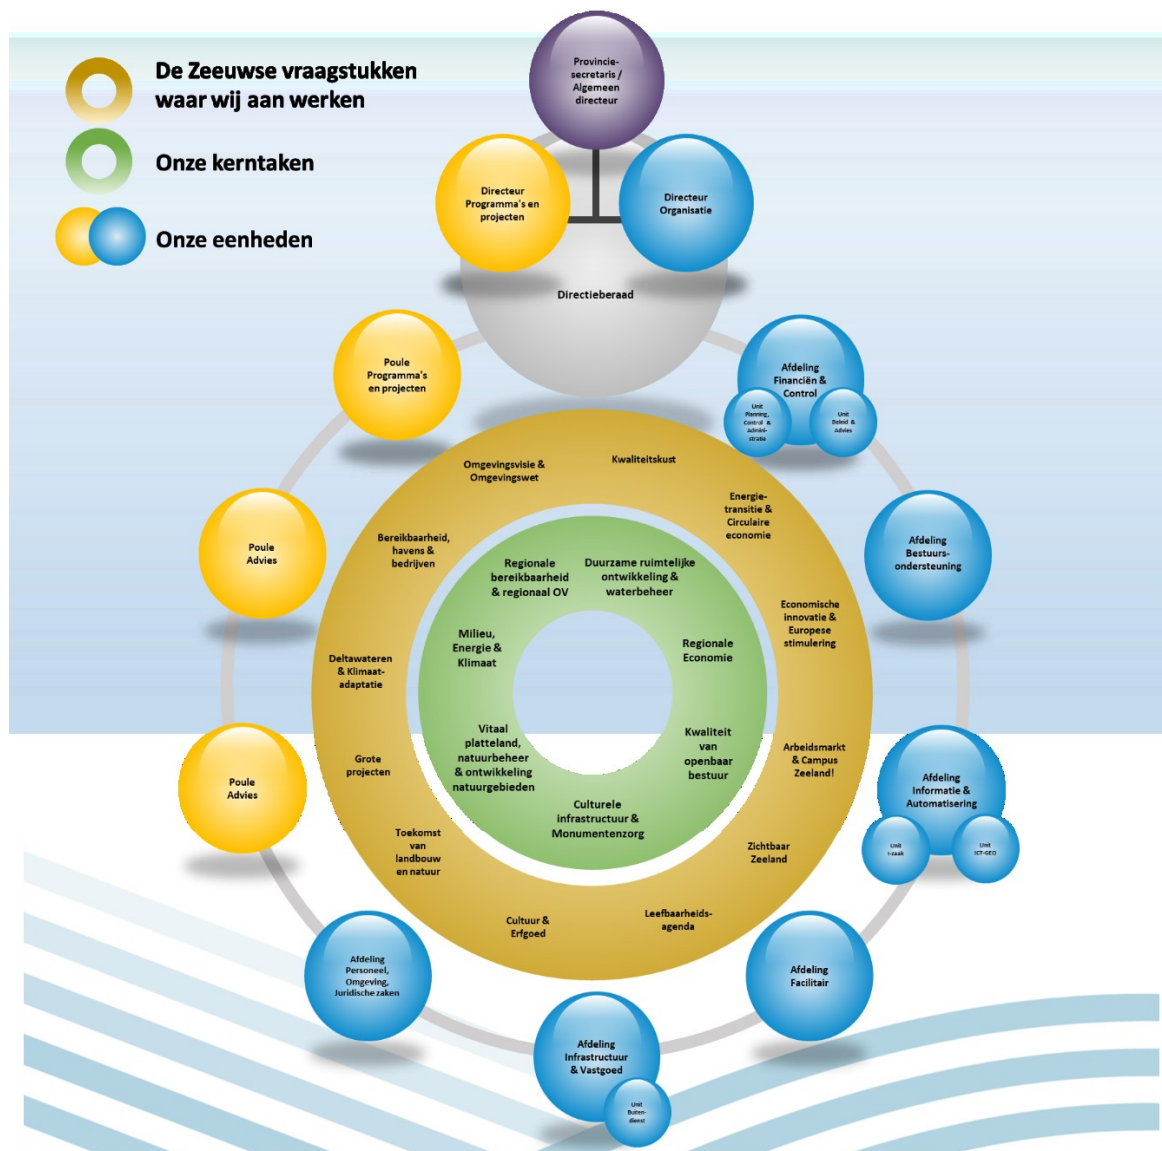 De Zeeuwse vraagstukken
waar wij aan werken
Onze kerntaken
Onze eenheden
Provincie-
secretaris /
Algemeen
directeur
Directeur
Programma's en
projecten
Directeur
Organisatie
Directieberaad
Poule
Programma's
en projecten
Afdeling
Financiën &
Control
Unit
Planning,
Control &
Admini-
stratie
Unit
Beleid &
Advies
Poule
Advies
Afdeling
Bestuurs-
ondersteuning
Poule
Advies
Afdeling
Informatie &
Automatisering
Unit
I-zaak
Unit
ICT-GEO
Afdeling
Personeel,
Omgeving,
Juridische zaken
Afdeling
Facilitair
Afdeling
Infrastructuur
& Vastgoed
Unit
Buiten-
dienst
Omgevingsvisie &
Omgevingswet
Kwaliteitskust
Energie-
transitie &
Circulaire
economie
Economische
innovatie &
Europese
stimulering
Arbeidsmarkt
& Campus
Zeeland!
Zichtbaar
Zeeland
Leefbaarheids-
agenda
Cultuur &
Erfgoed
Toekomst
van
landbouw
en natuur
Grote
projecten
Deltawateren
& Klimaat-
adaptatie
Bereikbaarheid,
havens &
bedrijven
Regionale
bereikbaarheid
& regionaal OV
Duurzame ruimtelijke
ontwikkeling &
waterbeheer
Regionale
Economie
Kwaliteit
van
openbaar
bestuur
Culturele
infrastructuur &
Monumentenzorg
Vitaal
platteland,
natuurbeheer
& ontwikkeling
natuurgebieden
Milieu,
Energie &
Klimaat